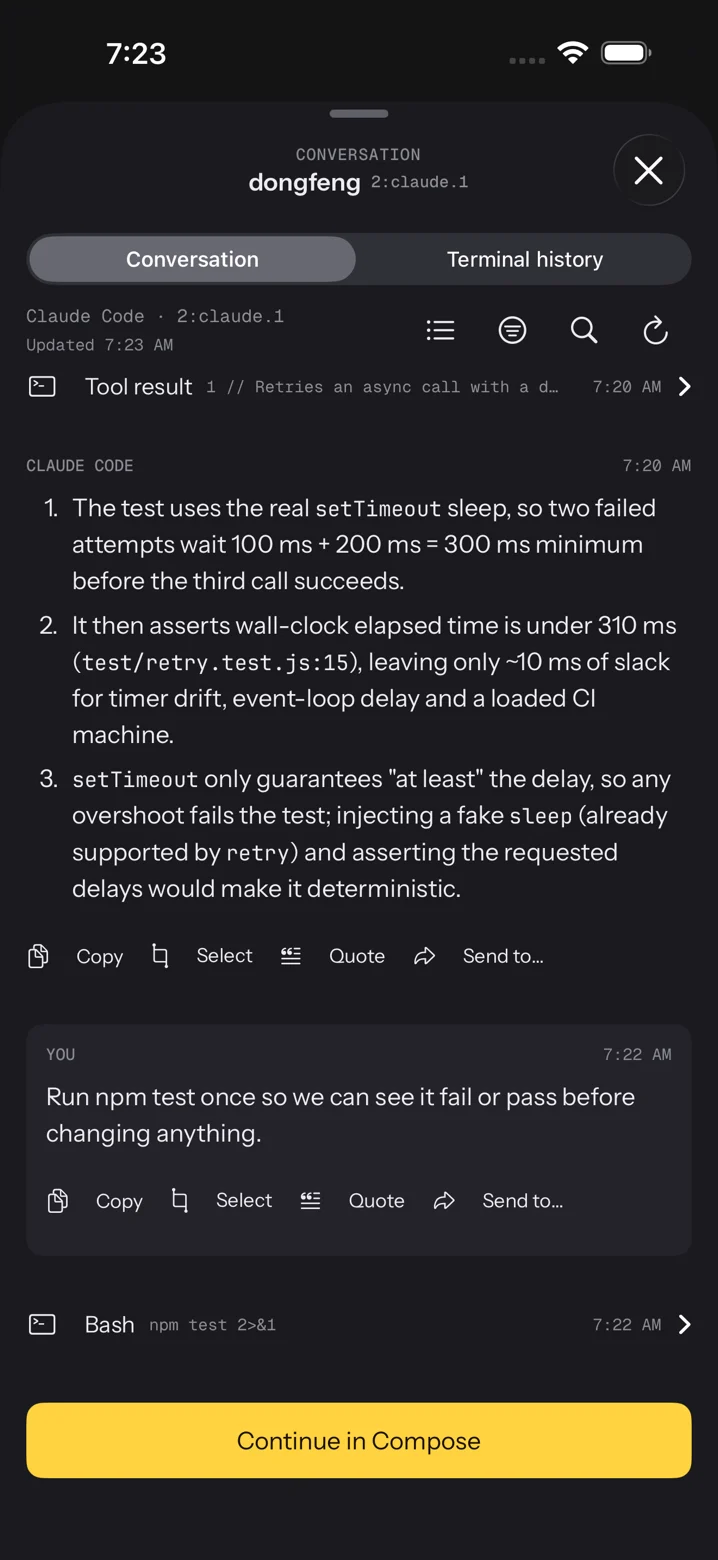 7:23
CONVERSATION
dongfeng 2:claude.1
Conversation
Terminal history
Claude Code · 2:claude.1
Updated 7:23 AM
Tool result 1 // Retries an async call with a d… 7:20 AM
CLAUDE CODE 7:20 AM
1. The test uses the real setTimeout sleep, so two failed
attempts wait 100 ms + 200 ms = 300 ms minimum
before the third call succeeds.
2. It then asserts wall-clock elapsed time is under 310 ms
(test/retry.test.js:15), leaving only ~10 ms of slack
for timer drift, event-loop delay and a loaded CI
machine.
3. setTimeout only guarantees "at least" the delay, so any
overshoot fails the test; injecting a fake sleep (already
supported by retry) and asserting the requested
delays would make it deterministic.
Copy Select Quote Send to…
YOU 7:22 AM
Run npm test once so we can see it fail or pass before
changing anything.
Copy Select Quote Send to…
Bash npm test 2>&1 7:22 AM
Continue in Compose